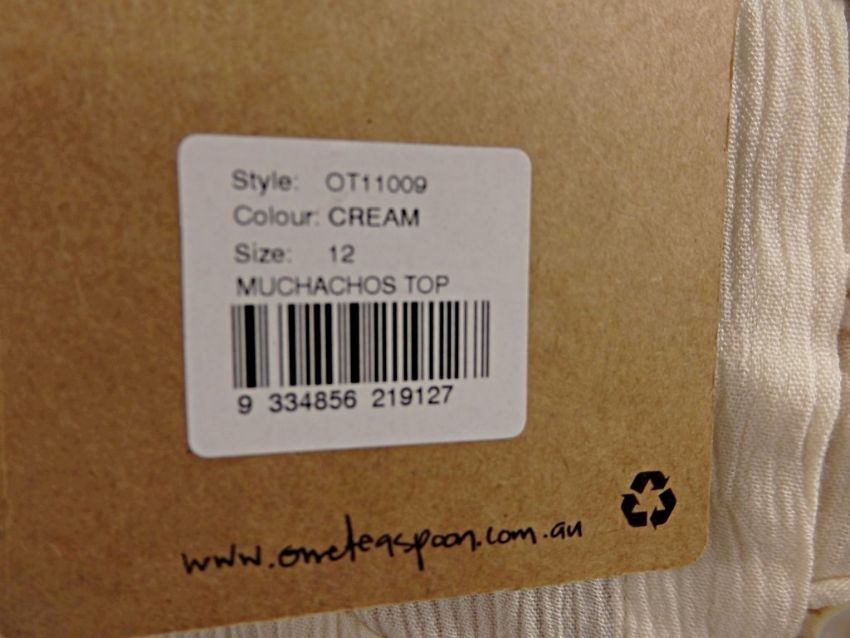 Style: OT11009
Colour: CREAM
Size: 12
MUCHACHOS TOP
9 334856 219127
www.oneteaspoon.com.au